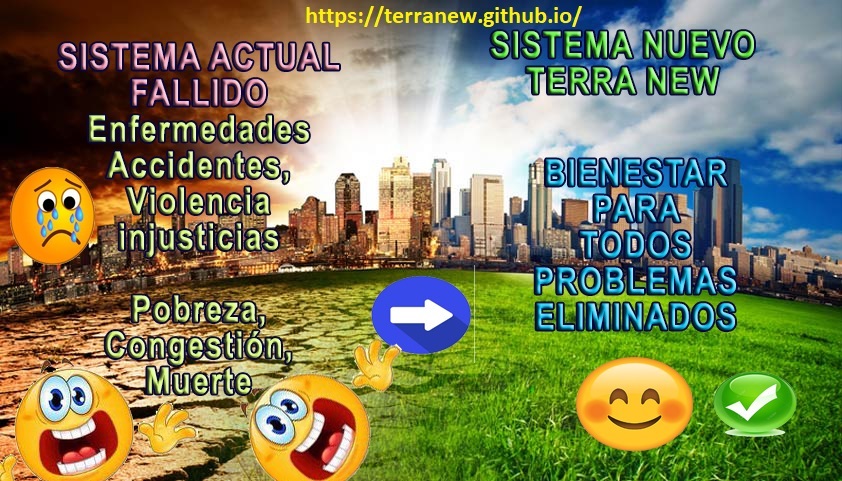 https://terranew.github.io/
SISTEMA ACTUAL
FALLIDO
Enfermedades
Accidentes,
Violencia
injusticias
Pobreza,
Congestión,
Muerte
SISTEMA NUEVO
TERRA NEW
BIENESTAR
PARA
TODOS
PROBLEMAS
ELIMINADOS